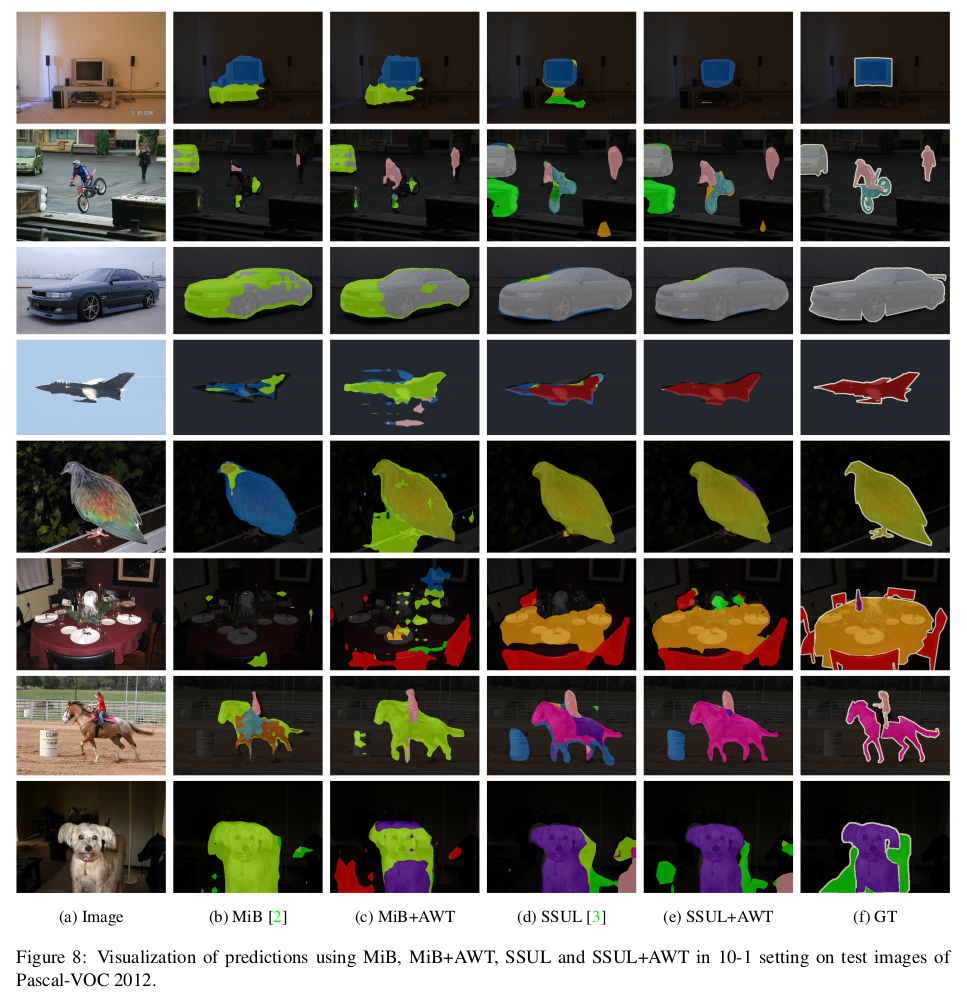 (a) Image (b) MiB [2] (c) MiB+AWT (d) SSUL [3] (e) SSUL+AWT (f) GT
Figure 8: Visualization of predictions using MiB, MiB+AWT, SSUL and SSUL+AWT in 10-1 setting on test images of
Pascal-VOC 2012.